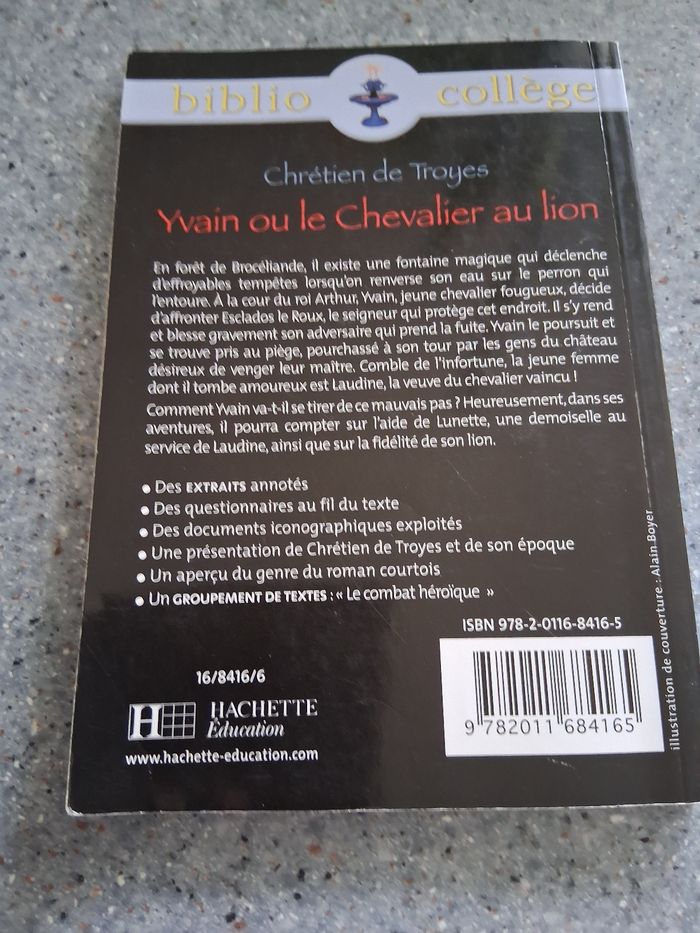 biblio collège
Chrétien de Troyes
Yvain ou le Chevalier au lion
En forêt de Brocéliande, il existe une fontaine magique qui déclenche
d'effroyables tempêtes lorsqu'on renverse son eau sur le perron qui
l'entoure. À la cour du roi Arthur, Yvain, jeune chevalier fougueux, décide
d'affronter Esclados le Roux, le seigneur qui protège cet endroit. Il s'y rend
et blesse gravement son adversaire qui prend la fuite. Yvain le poursuit et
se trouve pris au piège, pourchassé à son tour par les gens du château
désireux de venger leur maître. Comble de l'infortune, la jeune femme
dont il tombe amoureux est Laudine, la veuve du chevalier vaincu !
Comment Yvain va-t-il se tirer de ce mauvais pas ? Heureusement, dans ses
aventures, il pourra compter sur l'aide de Lunette, une demoiselle au
service de Laudine, ainsi que sur la fidélité de son lion.
• Des EXTRAITS annotés
• Des questionnaires au fil du texte
• Des documents iconographiques exploités
• Une présentation de Chrétien de Troyes et de son époque
• Un aperçu du genre du roman courtois
• Un GROUPEMENT DE TEXTES : « Le combat héroïque »
ISBN 978-2-0116-8416-5
16/8416/6
H HACHETTE
Éducation
www.hachette-education.com
9 782011 684165
illustration de couverture : Alain Boyer